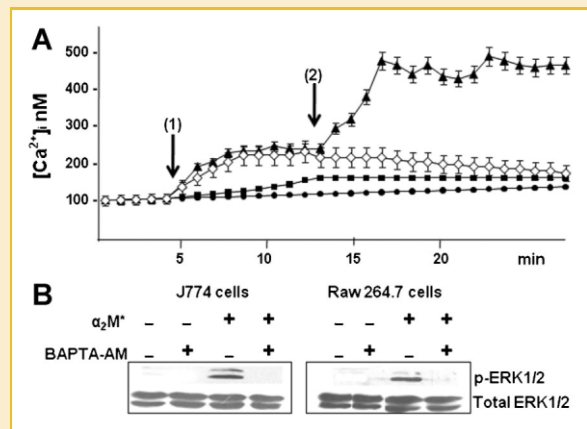 A
[Ca²⁺]i nM
500
400
300
200
100
(1)
(2)
5
10
15
20
min
B
J774 cells
Raw 264.7 cells
α₂M*
– – + +
– – + +
BAPTA-AM
– + – +
– + – +
p-ERK1/2
Total ERK1/2